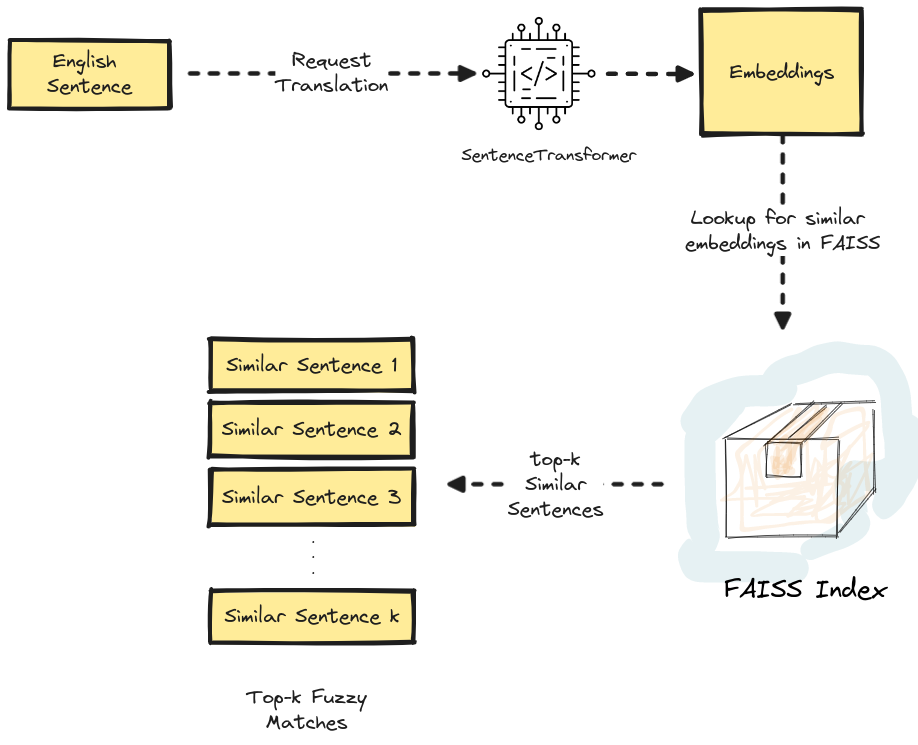 English
Sentence
Request
Translation
</>
SentenceTransformer
Embeddings
Lookup for similar
embeddings in FAISS
Similar Sentence 1
Similar Sentence 2
Similar Sentence 3
.
.
.
Similar Sentence k
top-k
Similar
Sentences
FAISS Index
Top-k Fuzzy
Matches